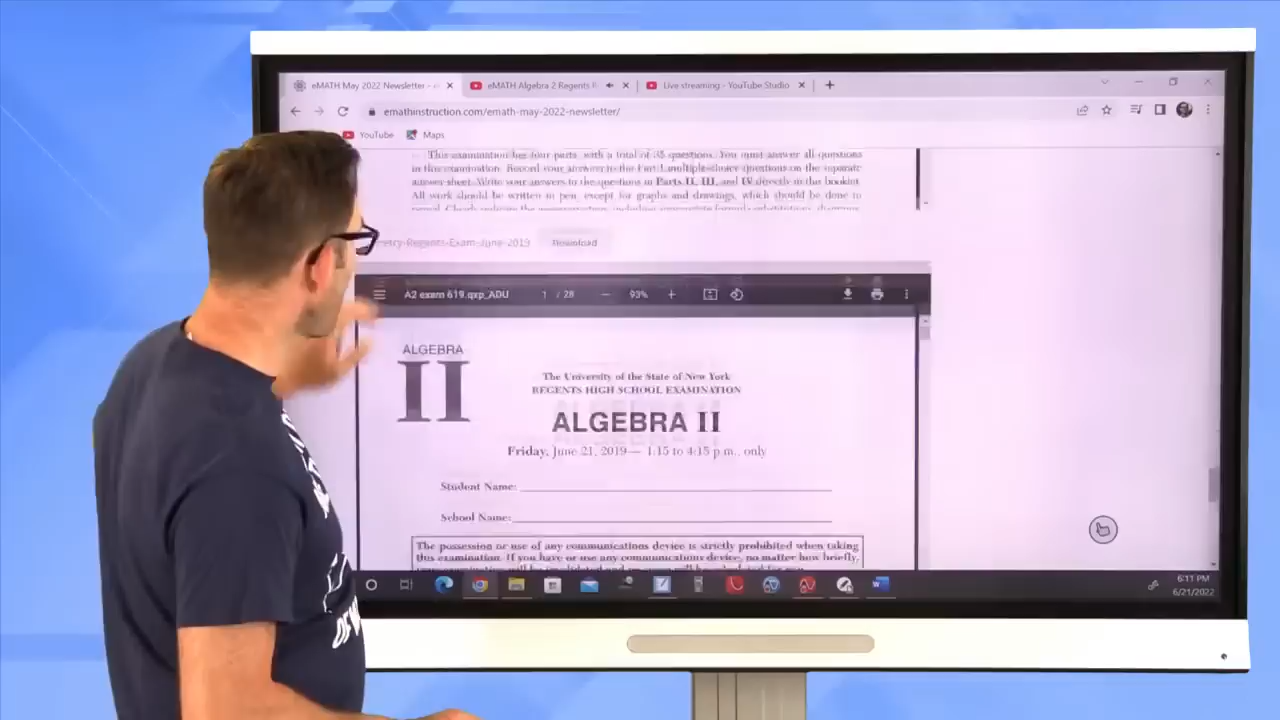 eMATH May 2022 Newsletter -
eMATH Algebra 2 Regents
Live streaming - YouTube Studio
emathinstruction.com/emath-may-2022-newsletter/
YouTube
Maps
This examination has four parts, with a total of 35 questions. You must answer all questions
in this examination. Record your answers to the Part I multiple-choice questions on the separate
answer sheet. Write your answers to the questions in Parts II, III, and IV directly in this booklet.
All work should be written in pen, except for graphs and drawings, which should be done in
etry-Regents-Exam-June-2019
Download
A2 exam 619.qxp_ADU
1 / 28
93%
ALGEBRA
II
The University of the State of New York
REGENTS HIGH SCHOOL EXAMINATION
ALGEBRA II
Friday, June 21, 2019 — 1:15 to 4:15 p.m., only
Student Name:
School Name:
The possession or use of any communications device is strictly prohibited when taking
this examination. If you have or use any communications device, no matter how briefly,
6:11 PM
6/21/2022